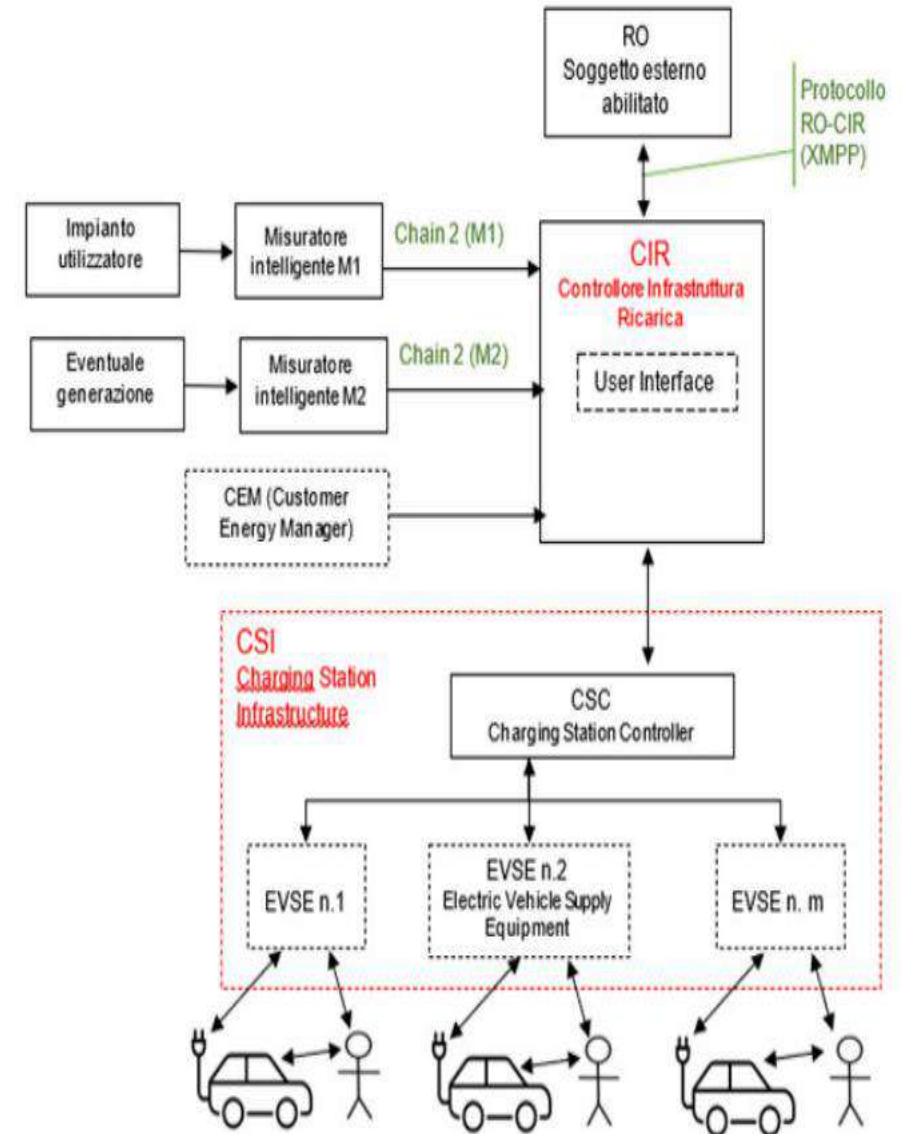 RO
Soggetto esterno
abilitato
Protocollo
RO-CIR
(XMPP)
Impianto
utilizzatore
Misuratore
intelligente M1
Chain 2 (M1)
CIR
Controllore Infrastruttura
Ricarica
User Interface
Eventuale
generazione
Misuratore
intelligente M2
Chain 2 (M2)
CEM (Customer
Energy Manager)
CSI
Charging Station
Infrastructure
CSC
Charging Station Controller
EVSE n.1
EVSE n.2
Electric Vehicle Supply
Equipment
EVSE n. m